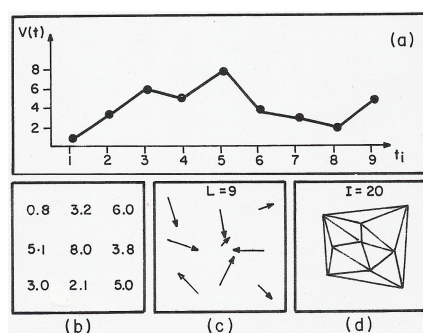 V(t)
(a)
8
6
4
2
1 2 3 4 5 6 7 8 9 ti
L = 9
I = 20
0.8 3.2 6.0
5·1 8.0 3.8
3.0 2.1 5.0
(b) (c) (d)